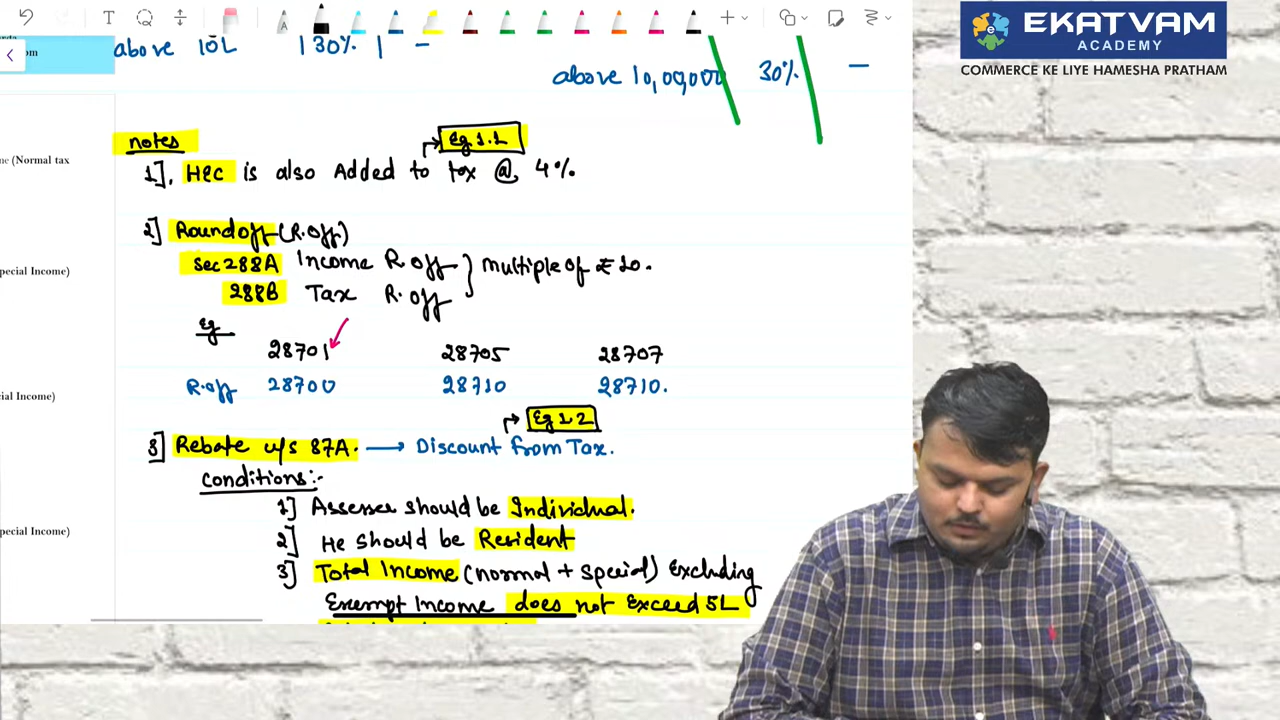 EKATVAM
ACADEMY
COMMERCE KE LIYE HAMESHA PRATHAM
above 10L 30% -
above 10,00,000 30% -
om
me (Normal tax
pecial Income)
ial Income)
pecial Income)
notes
Eg 1.1
1]. Hec is also Added to tax @ 4%
2] Roundoff (R.off)
Sec 288A Income R.off
288B Tax R.off
multiple of ₹ 10.
Eg
28701 28705 28707
R.off 28700 28710 28710.
Eg 1.2
3] Rebate u/s 87A. → Discount from Tax.
conditions:-
1] Assessee should be Individual.
2] He should be Resident
3] Total Income (normal + special) Excluding
Exempt Income does not Exceed 5L